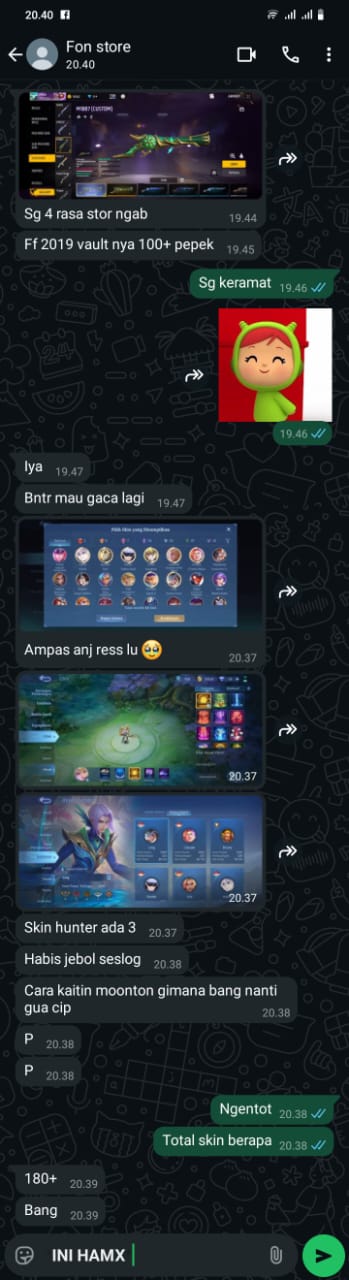 20.40
Fon store
20.40
M1887 (CUSTOM)
Sg 4 rasa stor ngab
19.44
Ff 2019 vault nya 100+ pepek 19.45
Sg keramat 19.46
19.46
Iya 19.47
Bntr mau gaca lagi 19.47
Ampas anj ress lu
20.37
20.37
20.37
Skin hunter ada 3 20.37
Habis jebol seslog 20.38
Cara kaitin moonton gimana bang nanti
gua cip
20.38
P 20.38
P 20.38
Ngentot 20.38
Total skin berapa 20.38
180+ 20.39
Bang 20.39
INI HAMX